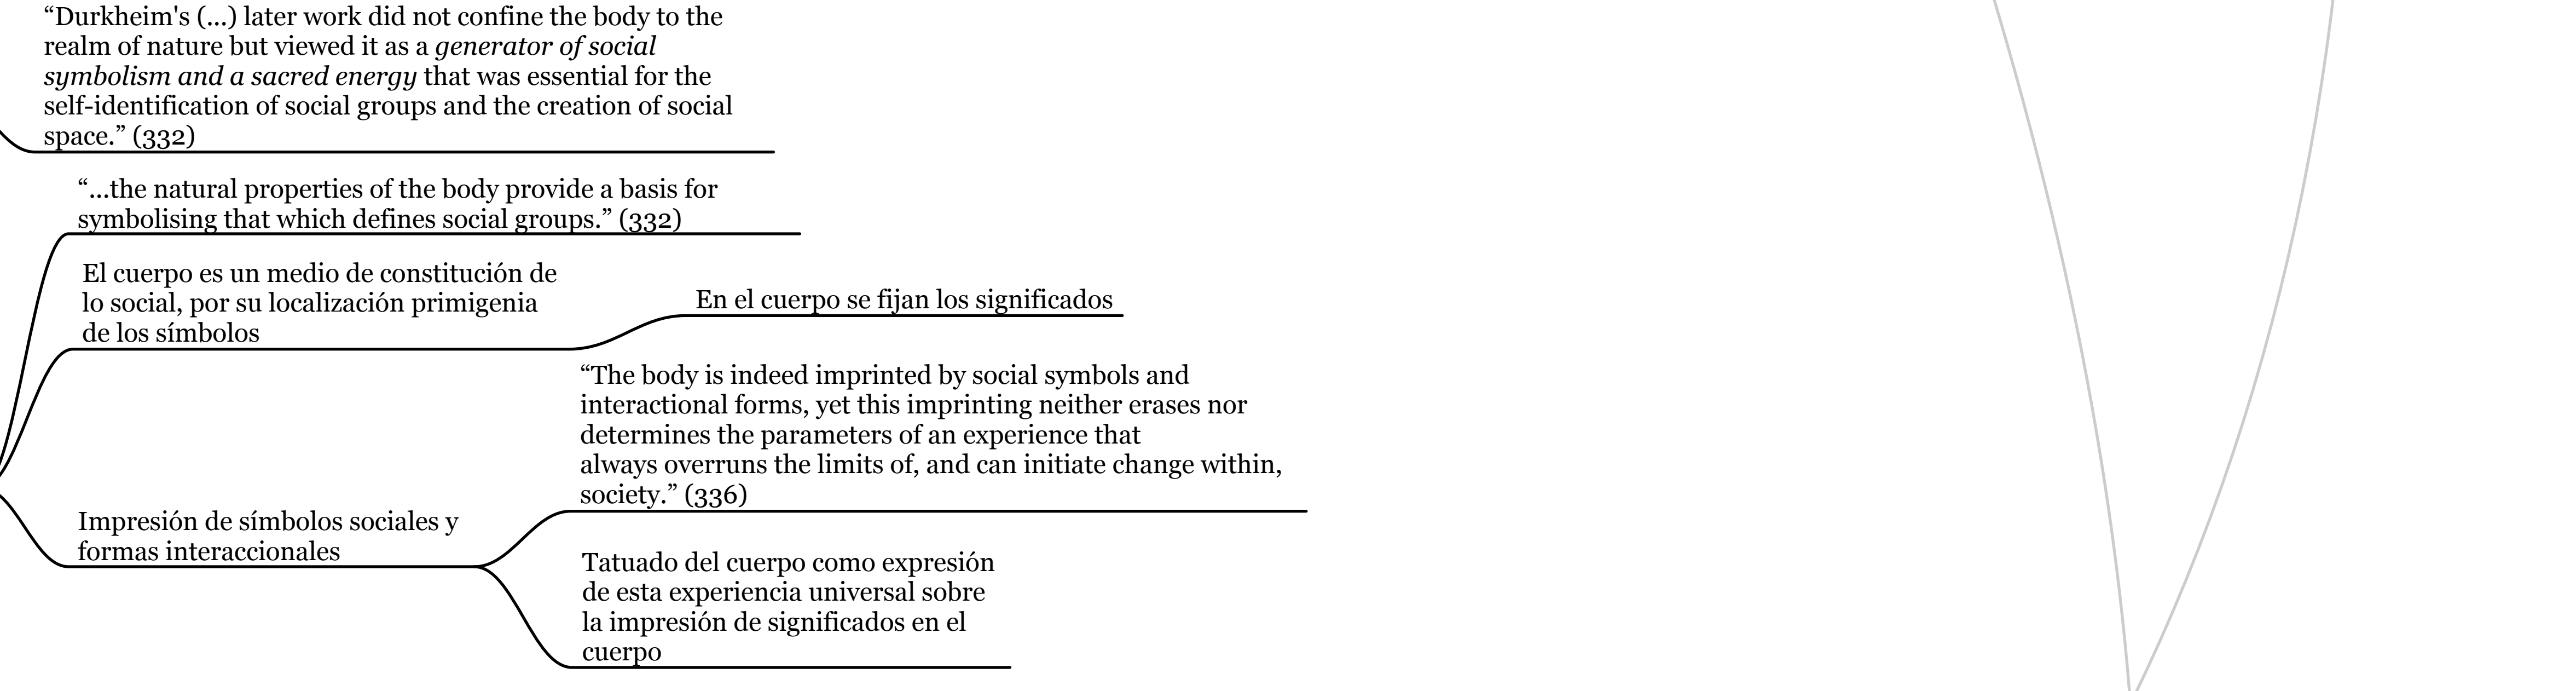 “Durkheim's (...) later work did not confine the body to the
realm of nature but viewed it as a generator of social
symbolism and a sacred energy that was essential for the
self-identification of social groups and the creation of social
space.” (332)
“...the natural properties of the body provide a basis for
symbolising that which defines social groups.” (332)
El cuerpo es un medio de constitución de
lo social, por su localización primigenia
de los símbolos
En el cuerpo se fijan los significados
“The body is indeed imprinted by social symbols and
interactional forms, yet this imprinting neither erases nor
determines the parameters of an experience that
always overruns the limits of, and can initiate change within,
society.” (336)
Impresión de símbolos sociales y
formas interaccionales
Tatuado del cuerpo como expresión
de esta experiencia universal sobre
la impresión de significados en el
cuerpo